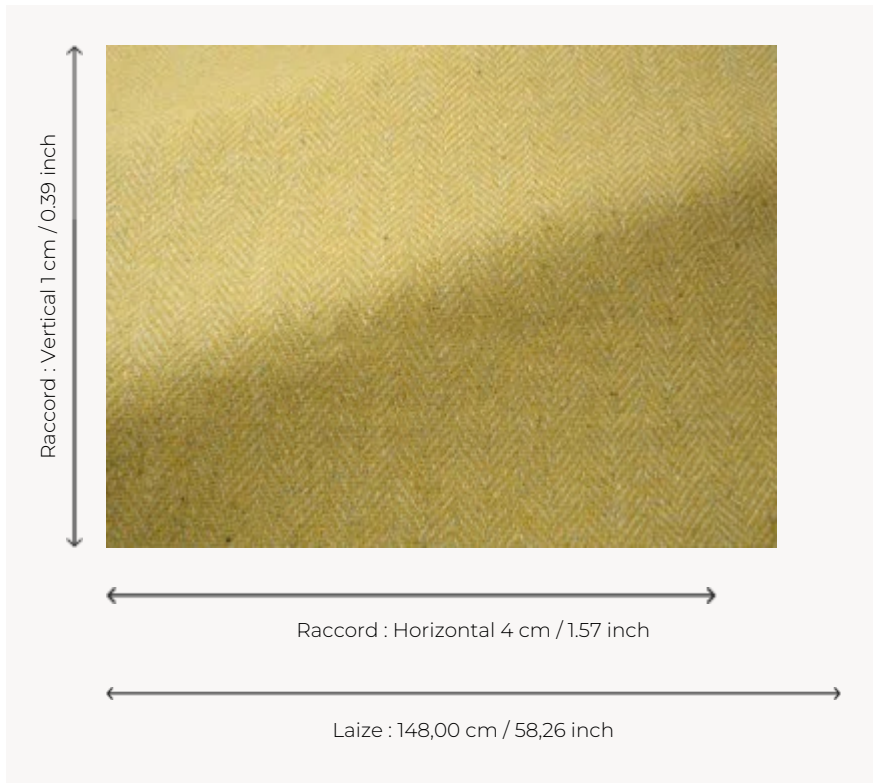 Raccord : Vertical 1 cm / 0.39 inch
Raccord : Horizontal 4 cm / 1.57 inch
Laize : 148,00 cm / 58,26 inch